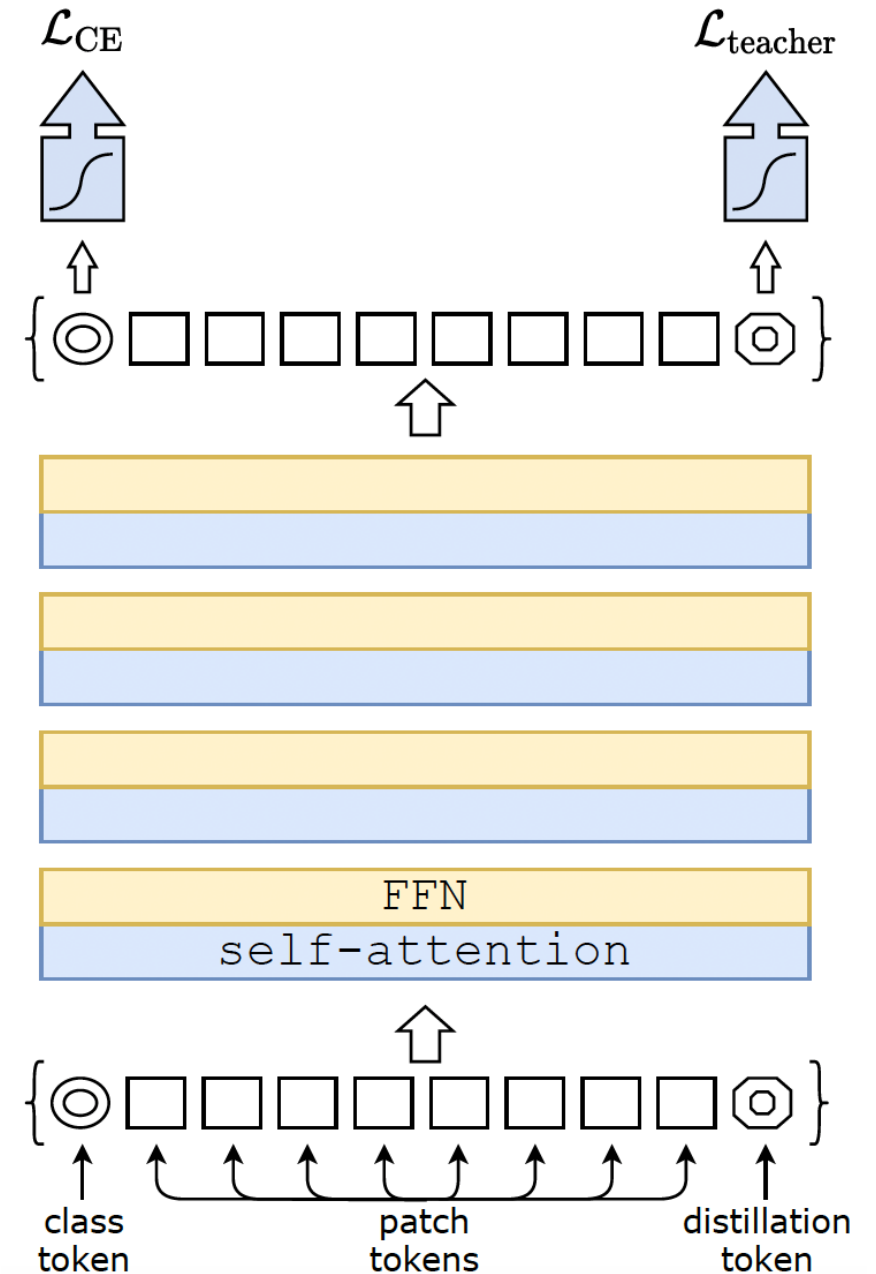 ℒCE
ℒteacher
FFN
self-attention
class
token
patch
tokens
distillation
token